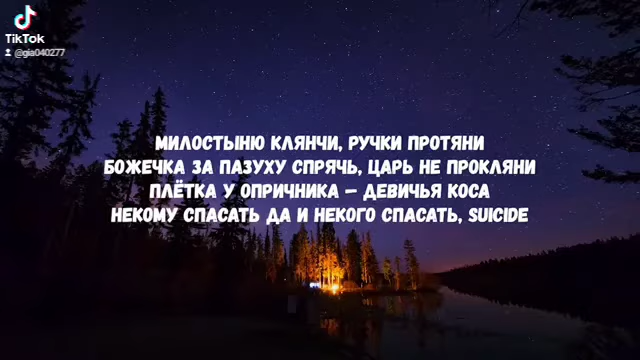 TikTok
@gia040277
МИЛОСТЫНЮ КЛЯНЧИ, РУЧКИ ПРОТЯНИ
БОЖЕЧКА ЗА ПАЗУХУ СПРЯЧЬ, ЦАРЬ НЕ ПРОКЛЯНИ
ПЛЁТКА У ОПРИЧНИКА – ДЕВИЧЬЯ КОСА
НЕКОМУ СПАСАТЬ ДА И НЕКОГО СПАСАТЬ, SUICIDE